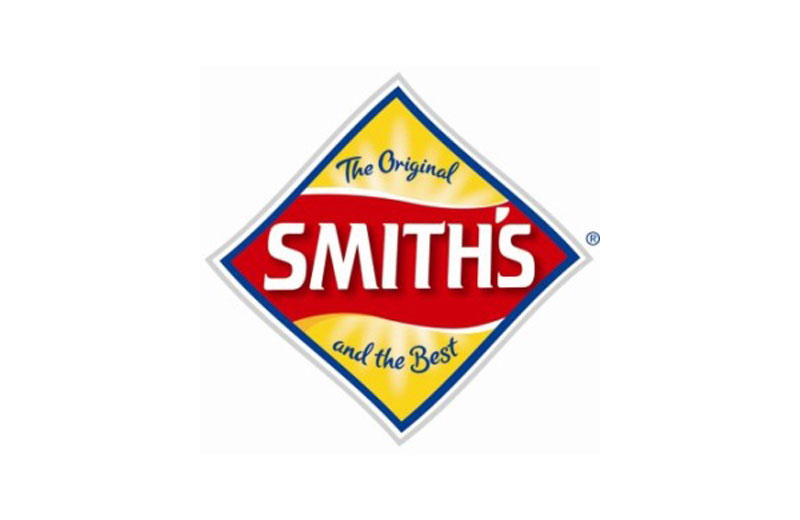 The Original
SMITH'S
and the Best
®